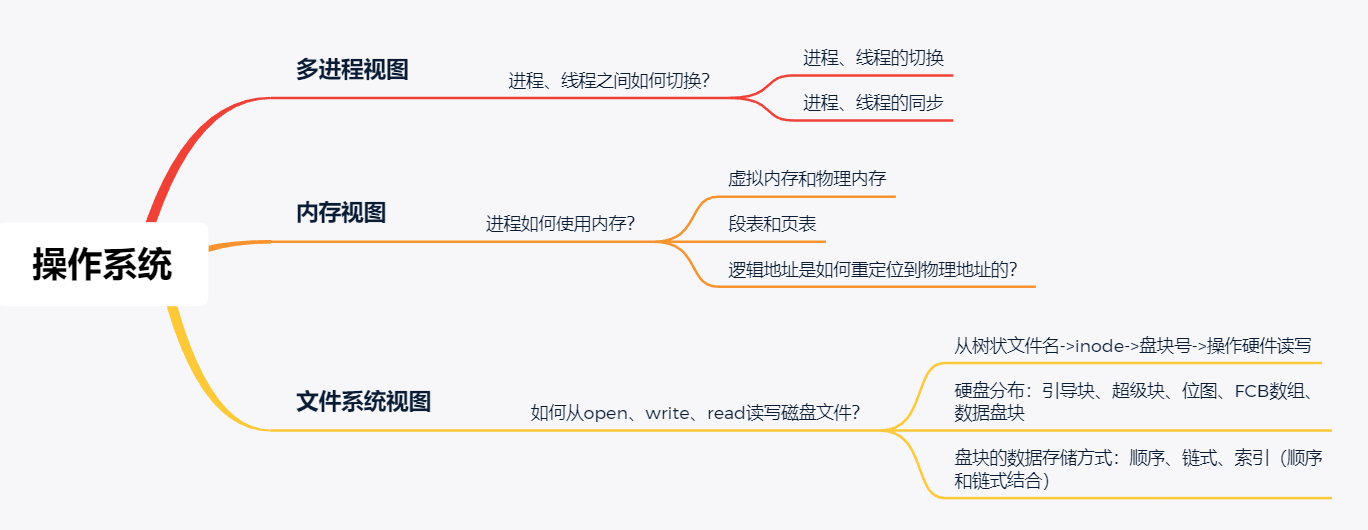 操作系统
多进程视图
进程、线程之间如何切换?
进程、线程的切换
进程、线程的同步
内存视图
进程如何使用内存?
虚拟内存和物理内存
段表和页表
逻辑地址是如何重定位到物理地址的?
文件系统视图
如何从open、write、read读写磁盘文件?
从树状文件名->inode->盘块号->操作硬件读写
硬盘分布：引导块、超级块、位图、FCB数组、
数据盘块
盘块的数据存储方式：顺序、链式、索引（顺序
和链式结合）